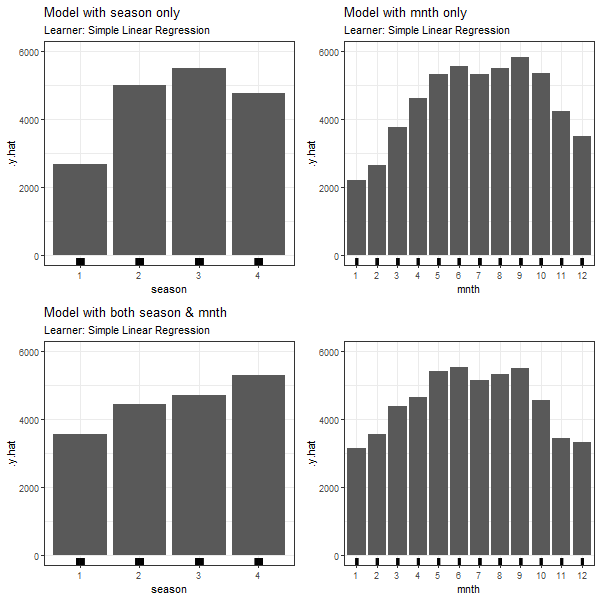 Model with season only
Learner: Simple Linear Regression
.y.hat
6000
4000
2000
0
1 2 3 4
season
Model with mnth only
Learner: Simple Linear Regression
.y.hat
6000
4000
2000
0
1 2 3 4 5 6 7 8 9 10 11 12
mnth
Model with both season & mnth
Learner: Simple Linear Regression
.y.hat
6000
4000
2000
0
1 2 3 4
season
.y.hat
6000
4000
2000
0
1 2 3 4 5 6 7 8 9 10 11 12
mnth